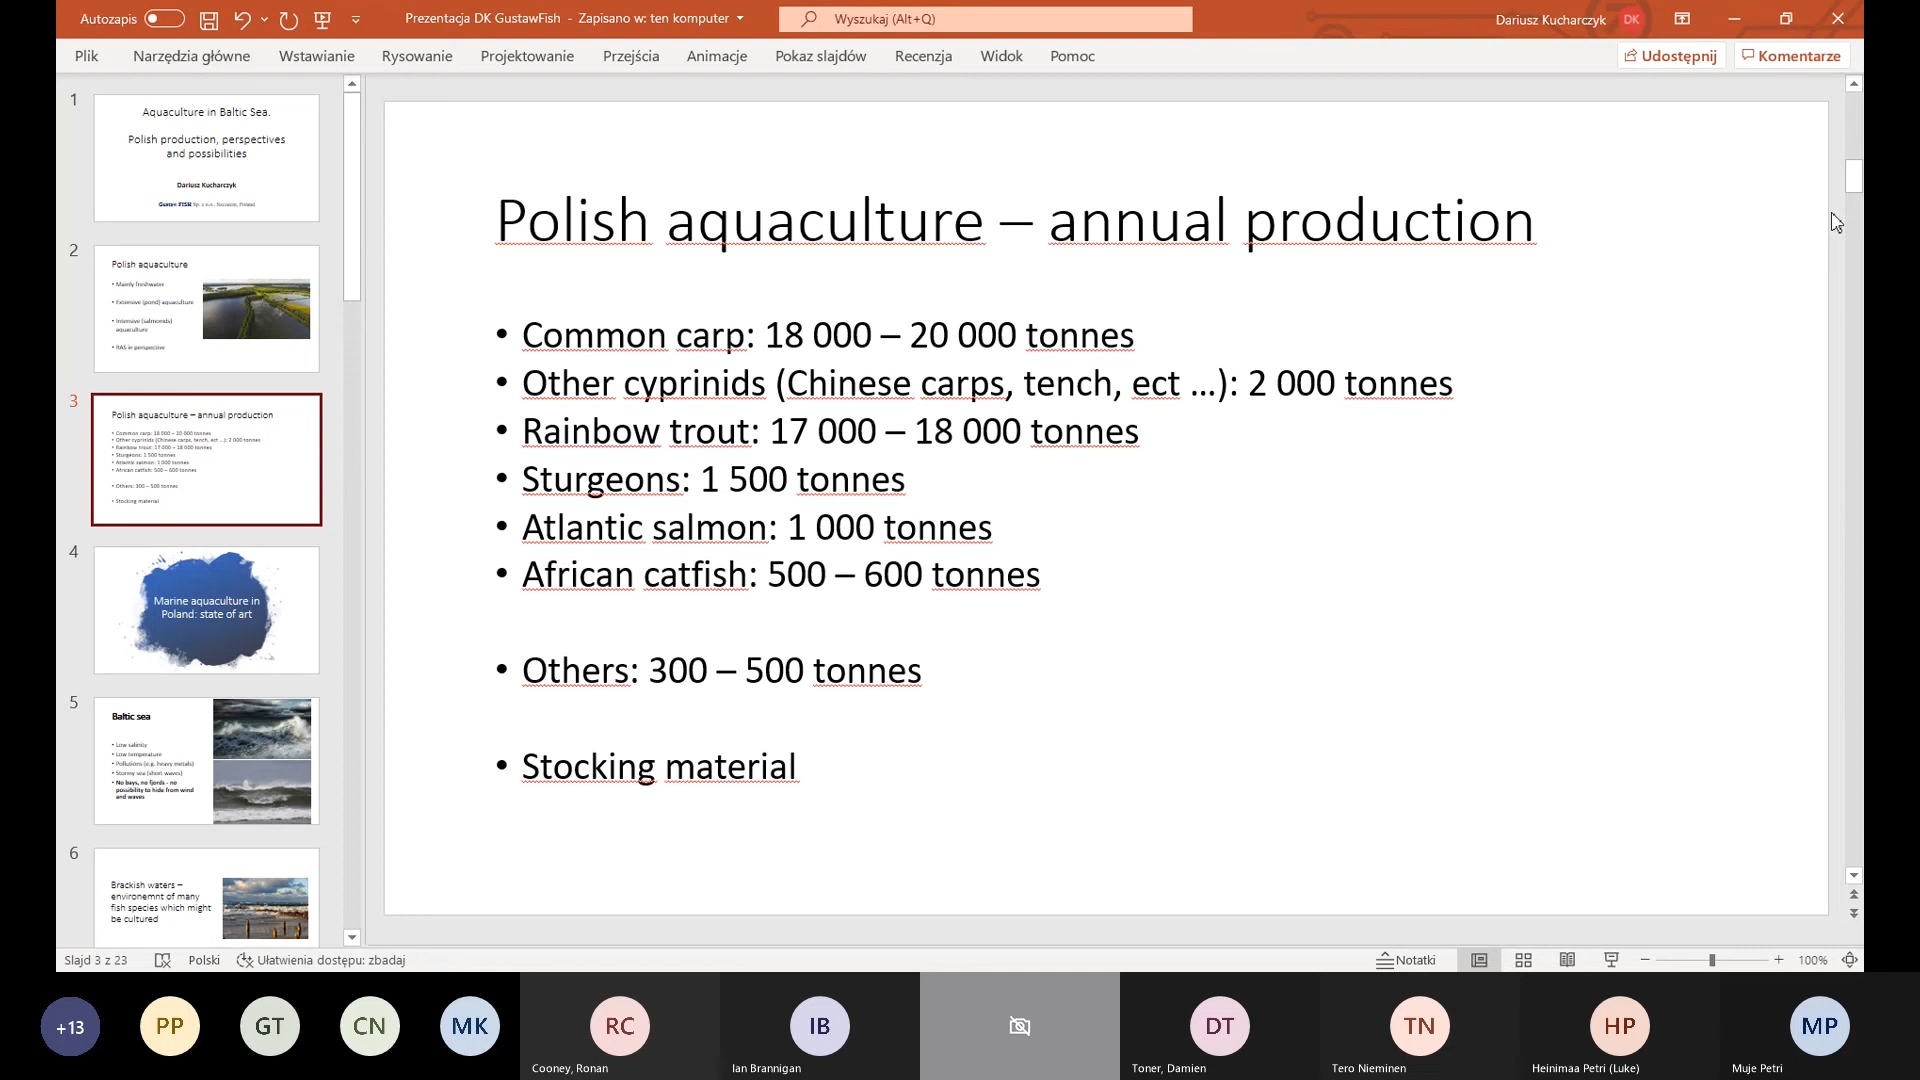 Autozapis
Prezentacja DK GustawFish - Zapisano w: ten komputer
Wyszukaj (Alt+Q)
Dariusz Kucharczyk
DK
Plik
Narzędzia główne
Wstawianie
Rysowanie
Projektowanie
Przejścia
Animacje
Pokaz slajdów
Recenzja
Widok
Pomoc
Udostępnij
Komentarze
1
Aquaculture in Baltic Sea.
Polish production, perspectives
and possibilities
Dariusz Kucharczyk
Gustaw FISH Sp. z o.o., Szczecin, Poland
2
Polish aquaculture
• Mainly freshwater
• Extensive (pond) aquaculture
• Intensive (salmonids)
aquaculture
• RAS in perspective
3
Polish aquaculture – annual production
• Common carp: 18 000 – 20 000 tonnes
• Other cyprinids (Chinese carps, tench, ect ...): 2 000 tonnes
• Rainbow trout: 17 000 – 18 000 tonnes
• Sturgeons: 1 500 tonnes
• Atlantic salmon: 1 000 tonnes
• African catfish: 500 – 600 tonnes
• Others: 300 – 500 tonnes
• Stocking material
4
Marine aquaculture in
Poland: state of art
5
Baltic sea
• Low salinity
• Low temperature
• Pollutions (e.g. heavy metals)
• Stormy sea (short waves)
• No bays, no fjords - no
possibility to hide from wind
and waves
6
Brackish waters –
environemnt of many
fish species which might
be cultured
Polish aquaculture – annual production
• Common carp: 18 000 – 20 000 tonnes
• Other cyprinids (Chinese carps, tench, ect ...): 2 000 tonnes
• Rainbow trout: 17 000 – 18 000 tonnes
• Sturgeons: 1 500 tonnes
• Atlantic salmon: 1 000 tonnes
• African catfish: 500 – 600 tonnes
• Others: 300 – 500 tonnes
• Stocking material
Slajd 3 z 23
Polski
Ułatwienia dostępu: zbadaj
Notatki
100%
+13
PP
GT
CN
MK
RC
Cooney, Ronan
IB
Ian Brannigan
DT
Toner, Damien
TN
Tero Nieminen
HP
Heinimaa Petri (Luke)
MP
Muje Petri